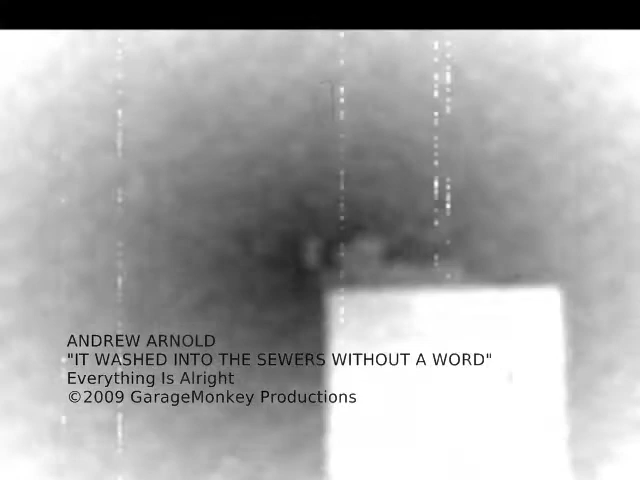 ANDREW ARNOLD
"IT WASHED INTO THE SEWERS WITHOUT A WORD"
Everything Is Alright
©2009 GarageMonkey Productions